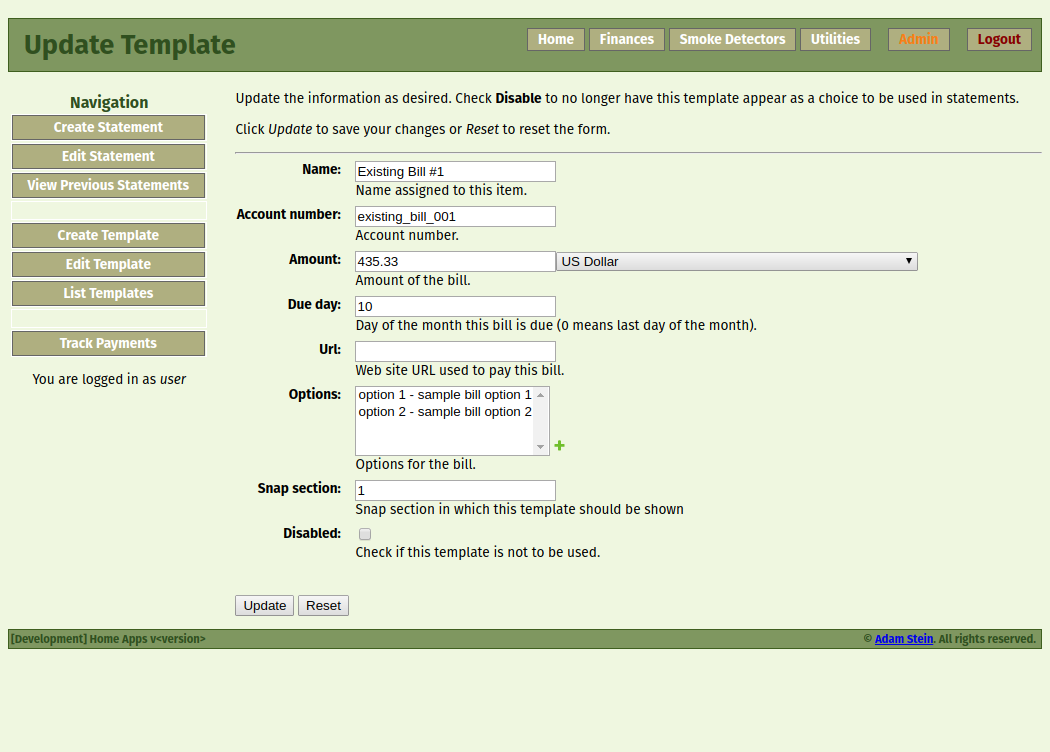 Update Template
Home Finances Smoke Detectors Utilities Admin Logout
Navigation
Create Statement
Edit Statement
View Previous Statements
Create Template
Edit Template
List Templates
Track Payments
You are logged in as user
Update the information as desired. Check Disable to no longer have this template appear as a choice to be used in statements.
Click Update to save your changes or Reset to reset the form.
Name: Existing Bill #1
Name assigned to this item.
Account number: existing_bill_001
Account number.
Amount: 435.33 US Dollar
Amount of the bill.
Due day: 10
Day of the month this bill is due (0 means last day of the month).
Url:
Web site URL used to pay this bill.
Options: option 1 - sample bill option 1
option 2 - sample bill option 2
Options for the bill.
Snap section: 1
Snap section in which this template should be shown
Disabled:
Check if this template is not to be used.
Update Reset
[Development] Home Apps v<version> © Adam Stein. All rights reserved.